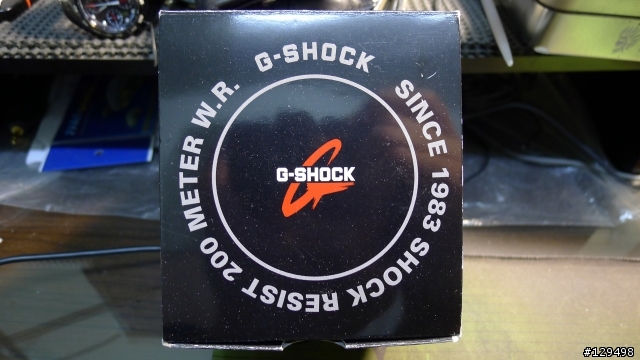 G-SHOCK SINCE 1983 SHOCK RESIST 200 METER W.R.
G-SHOCK
#129498